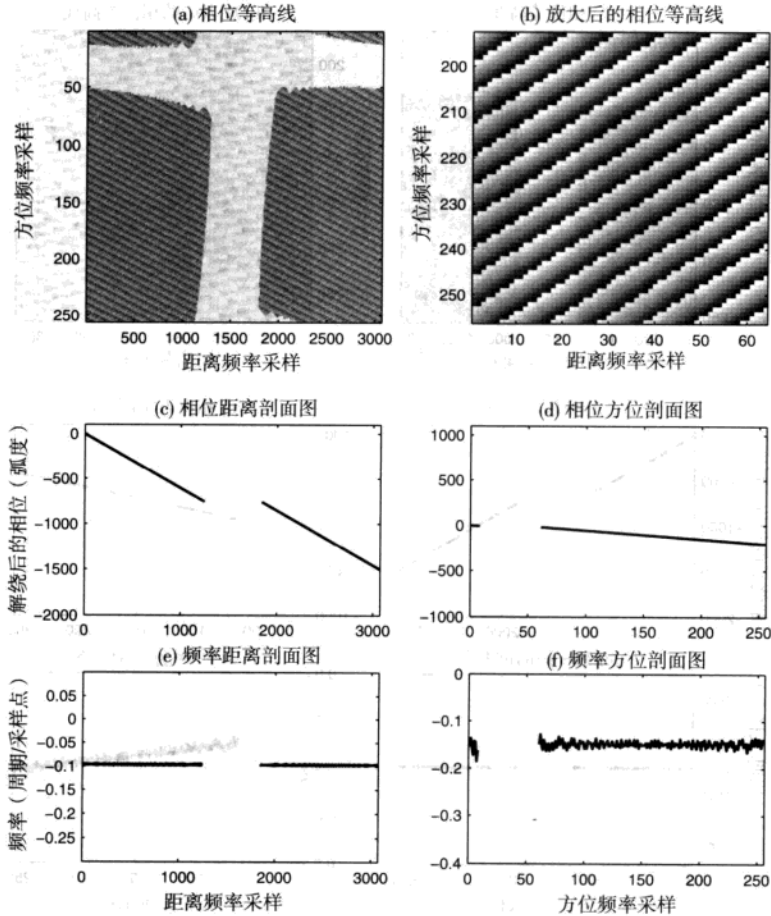 (a) 相位等高线
(b) 放大后的相位等高线
方位频率采样
50
100
150
200
250
500 1000 1500 2000 2500 3000
距离频率采样
200
方位频率采样
200
210
220
230
240
250
10 20 30 40 50 60
距离频率采样
(c) 相位距离剖面图
(d) 相位方位剖面图
解绕后的相位（弧度）
0
-500
-1000
-1500
-2000
0 1000 2000 3000
1000
500
0
-500
-1000
0 50 100 150 200 250
(e) 频率距离剖面图
(f) 频率方位剖面图
频率（周期/采样点）
0.05
0
-0.05
-0.1
-0.15
-0.2
-0.25
0 1000 2000 3000
距离频率采样
0
-0.1
-0.2
-0.3
-0.4
0 50 100 150 200 250
方位频率采样